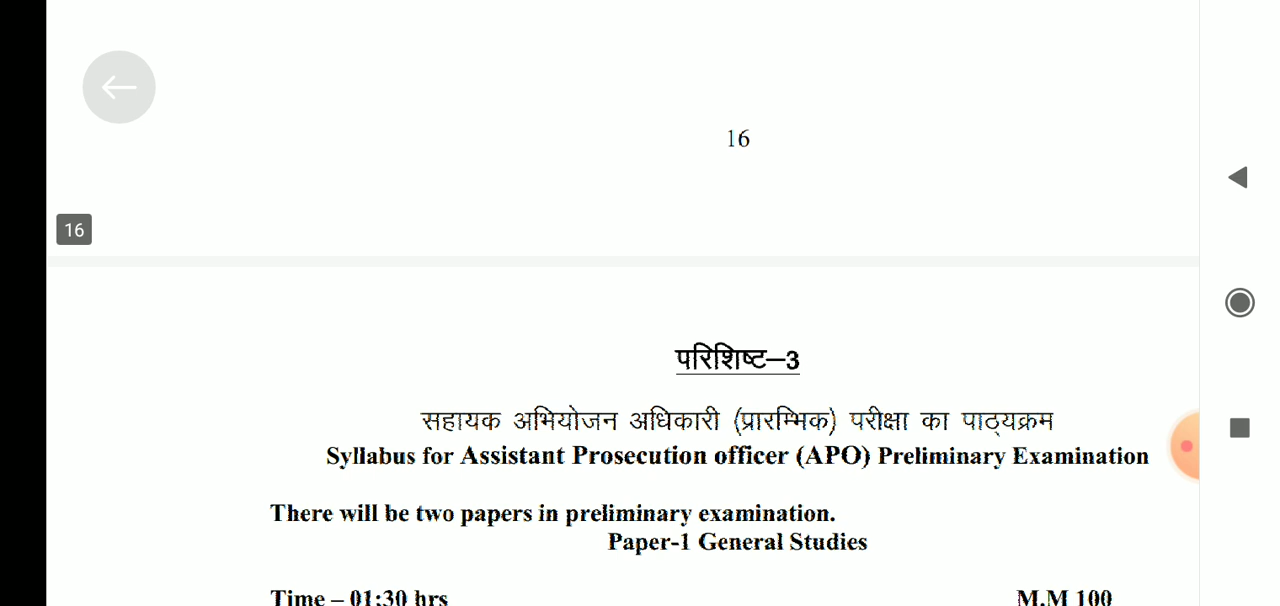 16
16
परिशिष्ट–3
सहायक अभियोजन अधिकारी (प्रारम्भिक) परीक्षा का पाठ्यक्रम
Syllabus for Assistant Prosecution officer (APO) Preliminary Examination
There will be two papers in preliminary examination.
Paper-1 General Studies
Time – 01:30 hrs M.M 100